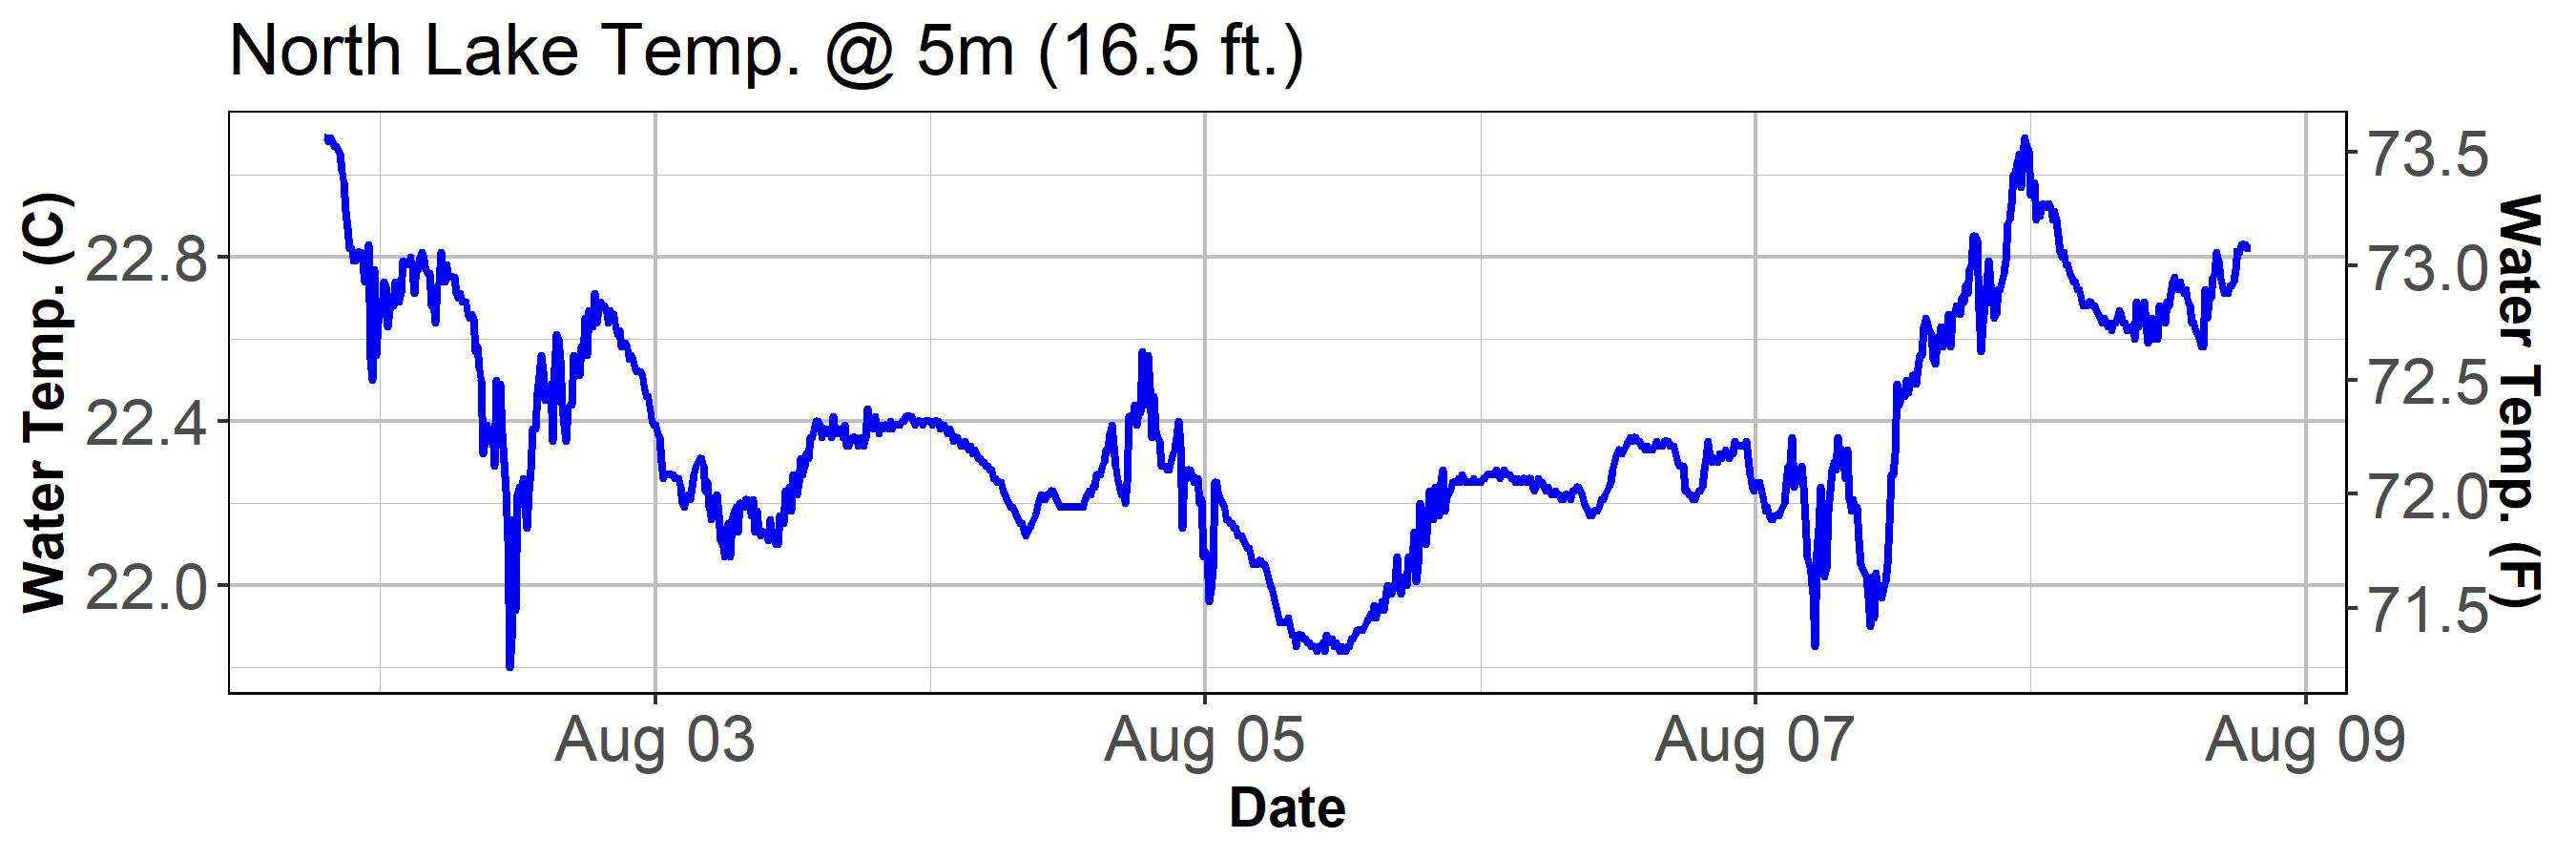 North Lake Temp. @ 5m (16.5 ft.)
Water Temp. (C)
22.8
22.4
22.0
73.5
73.0
72.5
72.0
71.5
Water Temp. (F)
Aug 03
Aug 05
Aug 07
Aug 09
Date